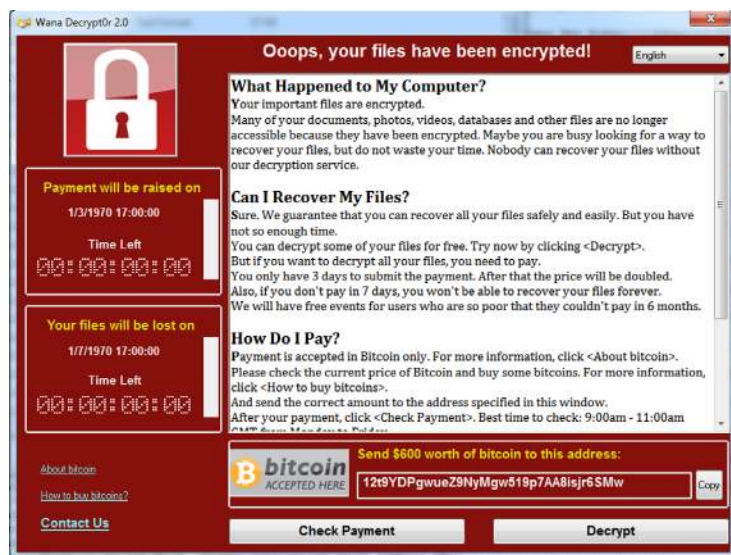 Wana Decrypt0r 2.0
Ooops, your files have been encrypted!
English
What Happened to My Computer?
Your important files are encrypted.
Many of your documents, photos, videos, databases and other files are no longer
accessible because they have been encrypted. Maybe you are busy looking for a way to
recover your files, but do not waste your time. Nobody can recover your files without
our decryption service.
Can I Recover My Files?
Sure. We guarantee that you can recover all your files safely and easily. But you have
not so enough time.
You can decrypt some of your files for free. Try now by clicking <Decrypt>.
But if you want to decrypt all your files, you need to pay.
You only have 3 days to submit the payment. After that the price will be doubled.
Also, if you don't pay in 7 days, you won't be able to recover your files forever.
We will have free events for users who are so poor that they couldn't pay in 6 months.
How Do I Pay?
Payment is accepted in Bitcoin only. For more information, click <About bitcoin>.
Please check the current price of Bitcoin and buy some bitcoins. For more information,
click <How to buy bitcoins>.
And send the correct amount to the address specified in this window.
After your payment, click <Check Payment>. Best time to check: 9:00am - 11:00am
GMT from Monday to Friday
Payment will be raised on
1/3/1970 17:00:00
Time Left
00:00:00:00
Your files will be lost on
1/7/1970 17:00:00
Time Left
00:00:00:00
About bitcoin
How to buy bitcoins?
Contact Us
bitcoin
ACCEPTED HERE
Send $600 worth of bitcoin to this address:
12t9YDPgwueZ9NyMgw519p7AA8isjr6SMw
Copy
Check Payment
Decrypt